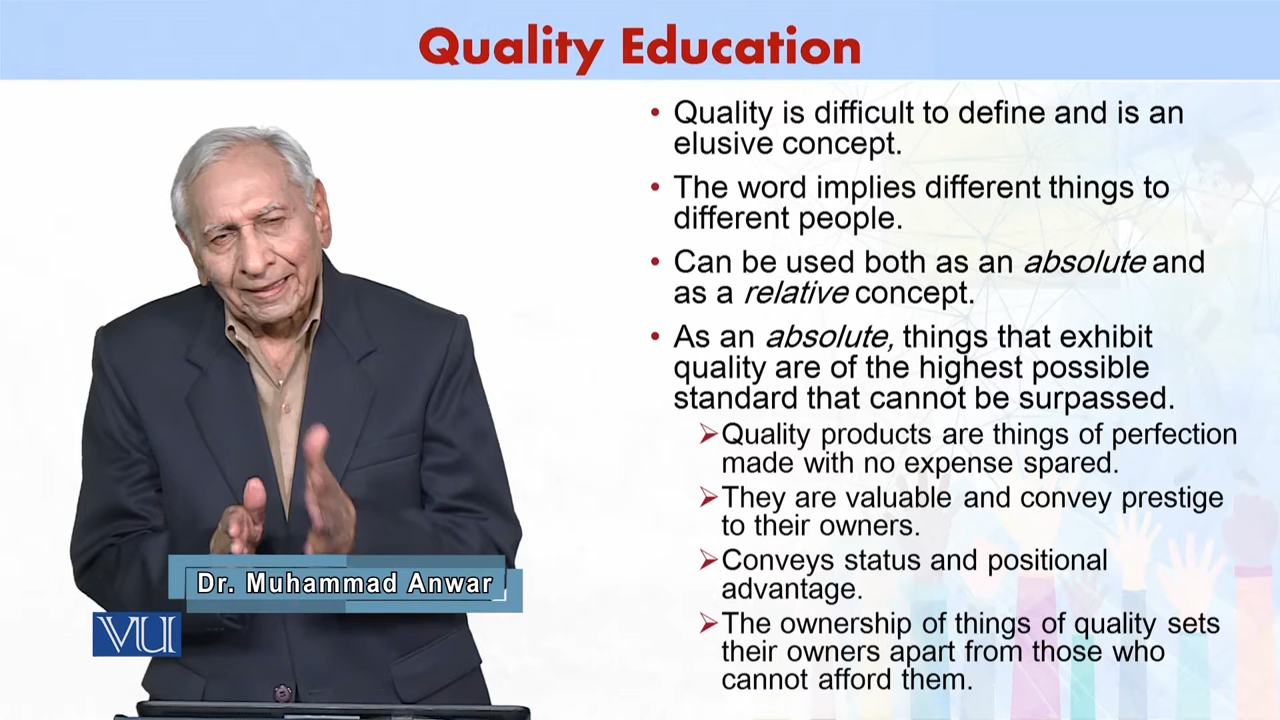 Quality Education
• Quality is difficult to define and is an
elusive concept.
• The word implies different things to
different people.
• Can be used both as an absolute and
as a relative concept.
• As an absolute, things that exhibit
quality are of the highest possible
standard that cannot be surpassed.
➢Quality products are things of perfection
made with no expense spared.
➢They are valuable and convey prestige
to their owners.
➢Conveys status and positional
advantage.
➢The ownership of things of quality sets
their owners apart from those who
cannot afford them.
Dr. Muhammad Anwar
VU